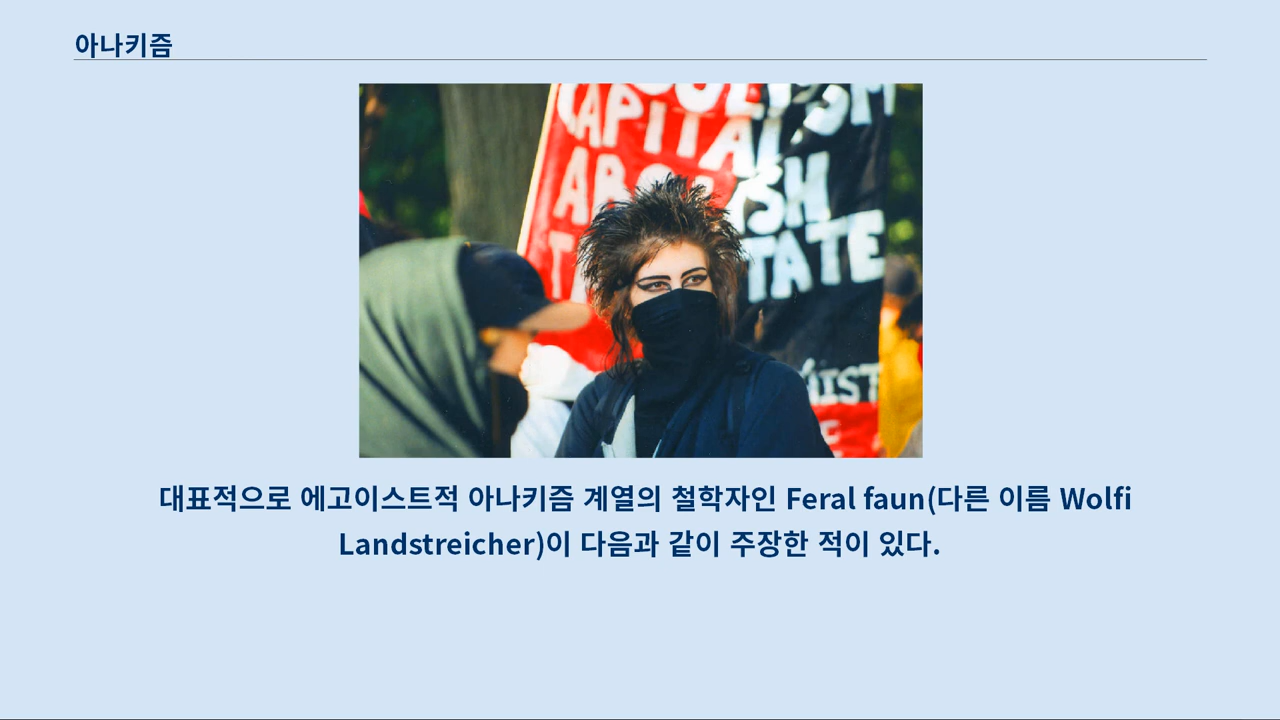 아나키즘
CAPITALISM
ABOLISH
TATE
대표적으로 에고이스트적 아나키즘 계열의 철학자인 Feral faun(다른 이름 Wolfi
Landstreicher)이 다음과 같이 주장한 적이 있다.